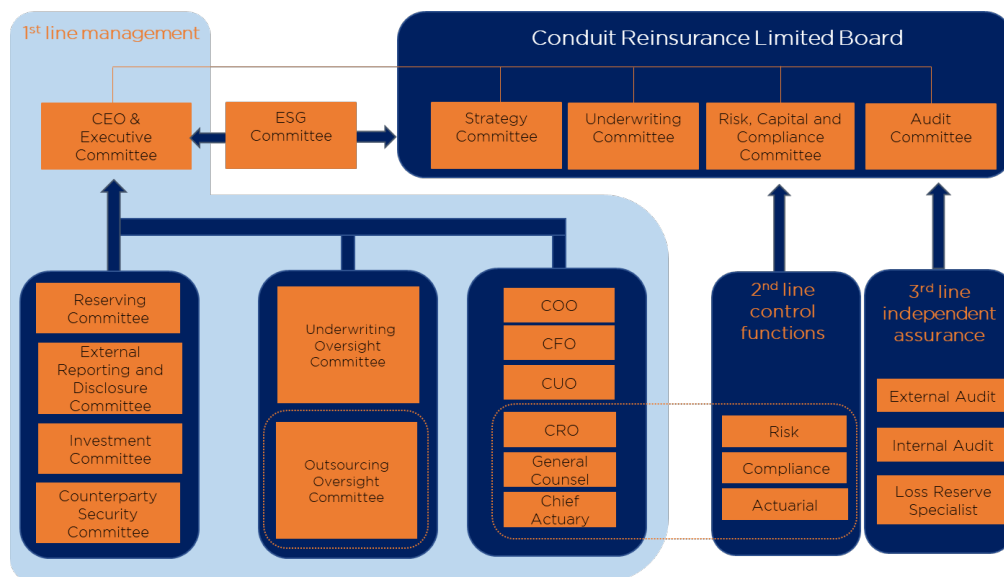 1st line management
Conduit Reinsurance Limited Board
CEO &
Executive
Committee
ESG
Committee
Strategy
Committee
Underwriting
Committee
Risk, Capital and
Compliance
Committee
Audit
Committee
Reserving
Committee
External
Reporting and
Disclosure
Committee
Investment
Committee
Counterparty
Security
Committee
Underwriting
Oversight
Committee
Outsourcing
Oversight
Committee
COO
CFO
CUO
CRO
General
Counsel
Chief
Actuary
2nd line
control
functions
Risk
Compliance
Actuarial
3rd line
independent
assurance
External Audit
Internal Audit
Loss Reserve
Specialist